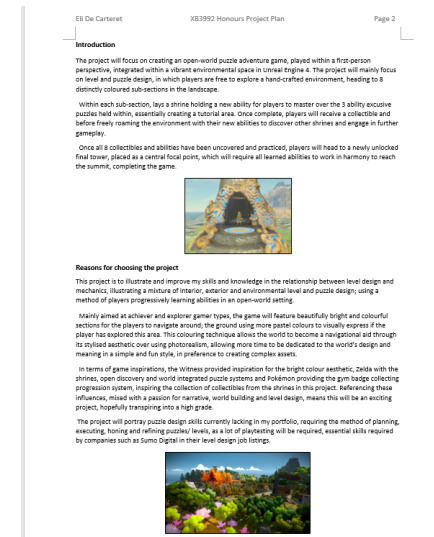 Eli De Carteret XB3992 Honours Project Plan Page 2
Introduction
The project will focus on creating an open-world puzzle adventure game, played within a first-person
perspective, integrated within a vibrant environmental space in Unreal Engine 4. The project will mainly focus
on level and puzzle design, in which players are free to explore a hand-crafted environment, heading to 8
distinctly coloured sub-sections in the landscape.
Within each sub-section, lays a shrine holding a new ability for players to master over the 3 ability excusive
puzzles held within, essentially creating a tutorial area. Once complete, players will receive a collectible and
before freely roaming the environment with their new abilities to discover other shrines and engage in further
gameplay.
Once all 8 collectibles and abilities have been uncovered and practiced, players will head to a newly unlocked
final tower, placed as a central focal point, which will require all learned abilities to work in harmony to reach
the summit, completing the game.
Reasons for choosing the project
This project is to illustrate and improve my skills and knowledge in the relationship between level design and
mechanics, illustrating a mixture of interior, exterior and environmental level and puzzle design; using a
method of players progressively learning abilities in an open-world setting.
Mainly aimed at achiever and explorer gamer types, the game will feature beautifully bright and colourful
sections for the players to navigate around; the ground using more pastel colours to visually express if the
player has explored this area. This colouring technique allows the world to become a navigational aid through
its stylised aesthetic over using photorealism, allowing more time to be dedicated to the world's design and
meaning in a simple and fun style, in preference to creating complex assets.
In terms of game inspirations, the Witness provided inspiration for the bright colour aesthetic, Zelda with the
shrines, open discovery and world integrated puzzle systems and Pokémon providing the gym badge collecting
progression system, inspiring the collection of collectibles from the shrines in this project. Referencing these
influences, mixed with a passion for narrative, world building and level design, means this will be an exciting
project, hopefully transpiring into a high grade.
The project will portray puzzle design skills currently lacking in my portfolio, requiring the method of planning,
executing, honing and refining puzzles/ levels, as a lot of playtesting will be required, essential skills required
by companies such as Sumo Digital in their level design job listings.